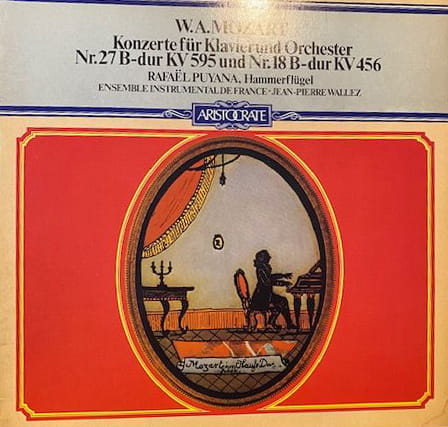 W.A. MOZART
Konzerte für Klavier und Orchester
Nr. 27 B-dur KV 595 und Nr. 18 B-dur KV 456
RAFAËL PUYANA, Hammerflügel
ENSEMBLE INSTRUMENTAL DE FRANCE · JEAN-PIERRE WALLEZ
ARISTOCRATE
Mozart